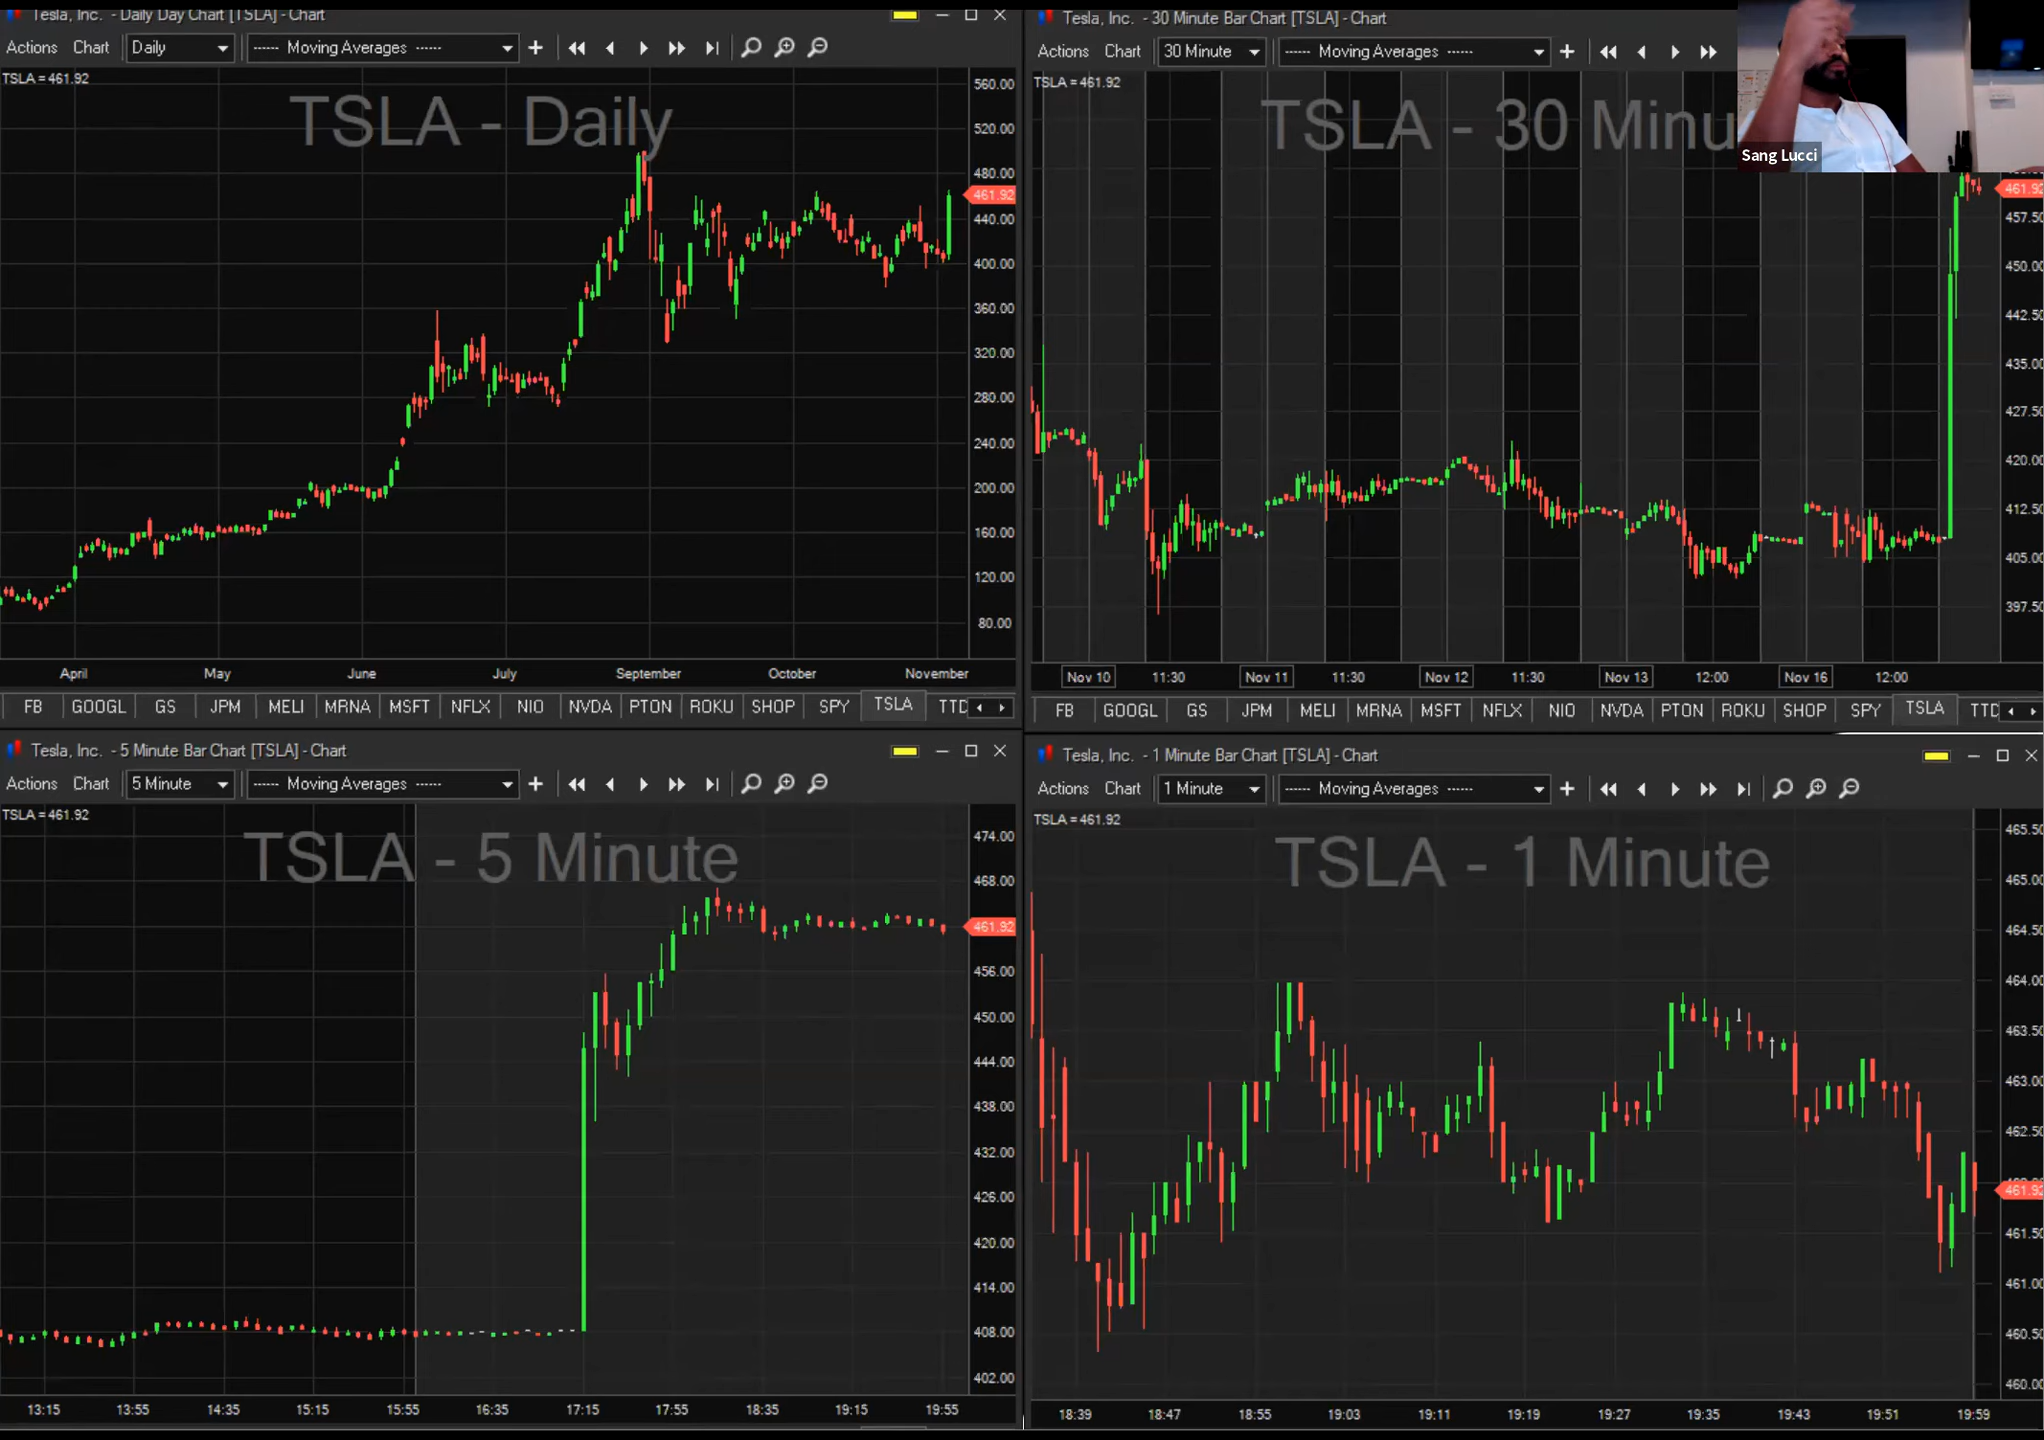 Tesla, Inc. - Daily Day Chart [TSLA] - Chart
Actions Chart Daily ------ Moving Averages ------
TSLA = 461.92
TSLA - Daily
560.00
520.00
480.00
461.92
440.00
400.00
360.00
320.00
280.00
240.00
200.00
160.00
120.00
80.00
April May June July September October November
FB GOOGL GS JPM MELI MRNA MSFT NFLX NIO NVDA PTON ROKU SHOP SPY TSLA TTD
Tesla, Inc. - 30 Minute Bar Chart [TSLA] - Chart
Actions Chart 30 Minute ------ Moving Averages ------
TSLA = 461.92
TSLA - 30 Minu
Sang Lucci
461.92
457.50
450.00
442.50
435.00
427.50
420.00
412.50
405.00
397.50
Nov 10 11:30 Nov 11 11:30 Nov 12 11:30 Nov 13 12:00 Nov 16 12:00
FB GOOGL GS JPM MELI MRNA MSFT NFLX NIO NVDA PTON ROKU SHOP SPY TSLA TTD
Tesla, Inc. - 5 Minute Bar Chart [TSLA] - Chart
Actions Chart 5 Minute ------ Moving Averages ------
TSLA = 461.92
TSLA - 5 Minute
474.00
468.00
461.92
456.00
450.00
444.00
438.00
432.00
426.00
420.00
414.00
408.00
402.00
13:15 13:55 14:35 15:15 15:55 16:35 17:15 17:55 18:35 19:15 19:55
Tesla, Inc. - 1 Minute Bar Chart [TSLA] - Chart
Actions Chart 1 Minute ------ Moving Averages ------
TSLA = 461.92
TSLA - 1 Minute
465.50
465.00
464.50
464.00
463.50
463.00
462.50
461.92
461.50
461.00
460.50
460.00
18:39 18:47 18:55 19:03 19:11 19:19 19:27 19:35 19:43 19:51 19:59